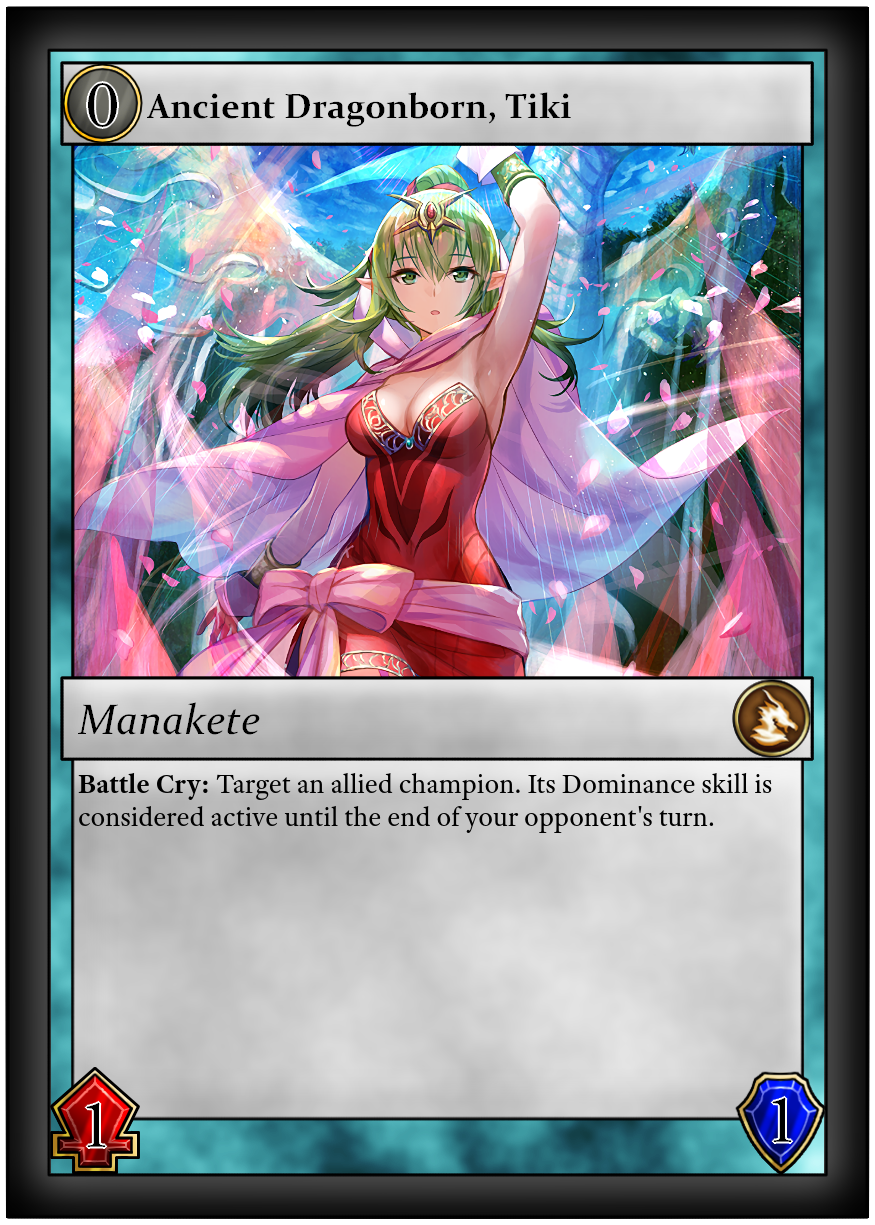 0 Ancient Dragonborn, Tiki
Manakete
Battle Cry: Target an allied champion. Its Dominance skill is
considered active until the end of your opponent's turn.
1 1